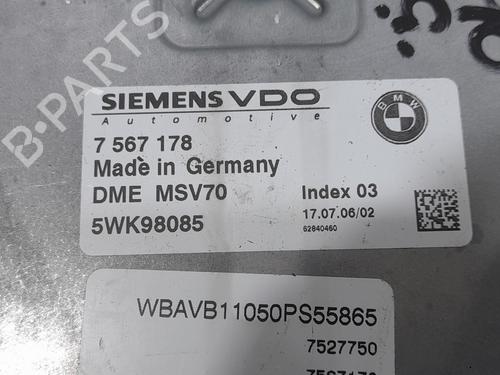 B-PARTS
SIEMENS VDO
Automotive
BMW
7 567 178
Made in Germany
DME MSV70
Index 03
5WK98085
17.07.06/02
62840460
WBAVB11050PS55865
7527750